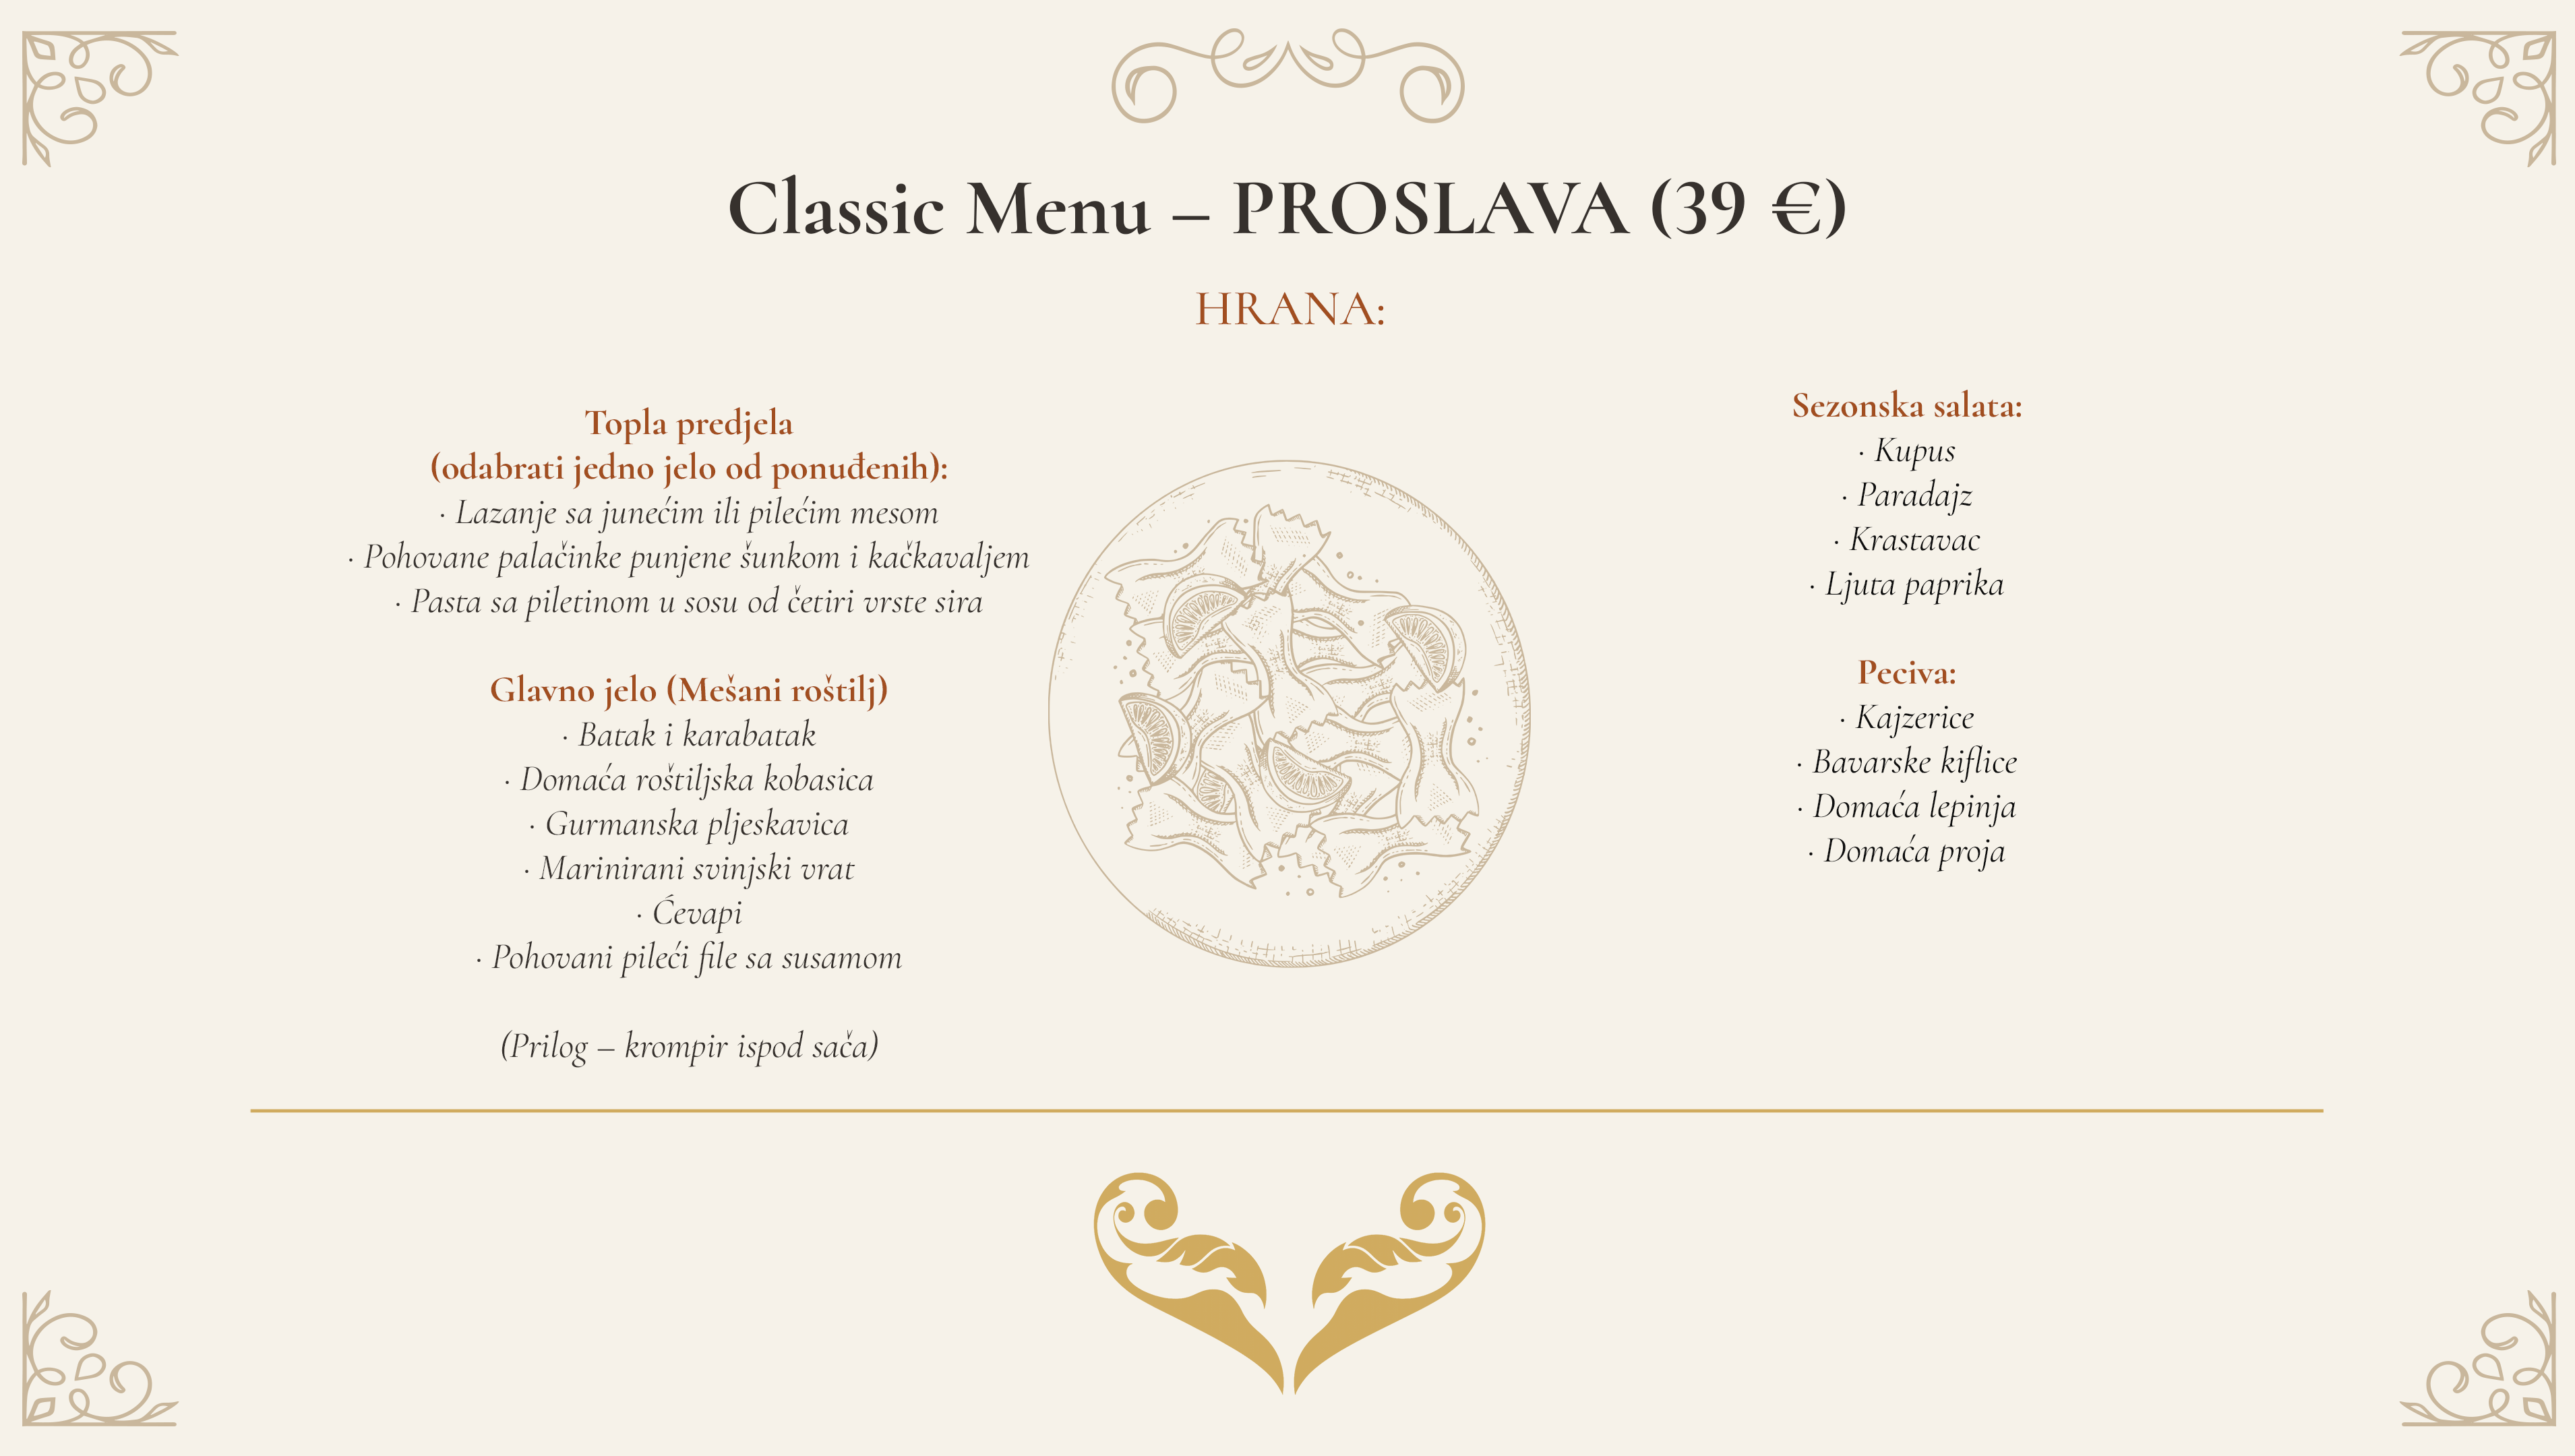 Classic Menu – PROSLAVA (39 €)
HRANA:
Topla predjela
(odabrati jedno jelo od ponuđenih):
· Lazanje sa junećim ili pilećim mesom
· Pohovane palačinke punjene šunkom i kačkavaljem
· Pasta sa piletinom u sosu od četiri vrste sira
Glavno jelo (Mešani roštilj)
· Batak i karabatak
· Domaća roštiljska kobasica
· Gurmanska pljeskavica
· Marinirani svinjski vrat
· Ćevapi
· Pohovani pileći file sa susamom
(Prilog – krompir ispod sača)
Sezonska salata:
· Kupus
· Paradajz
· Krastavac
· Ljuta paprika
Peciva:
· Kajzerice
· Bavarske kiflice
· Domaća lepinja
· Domaća proja